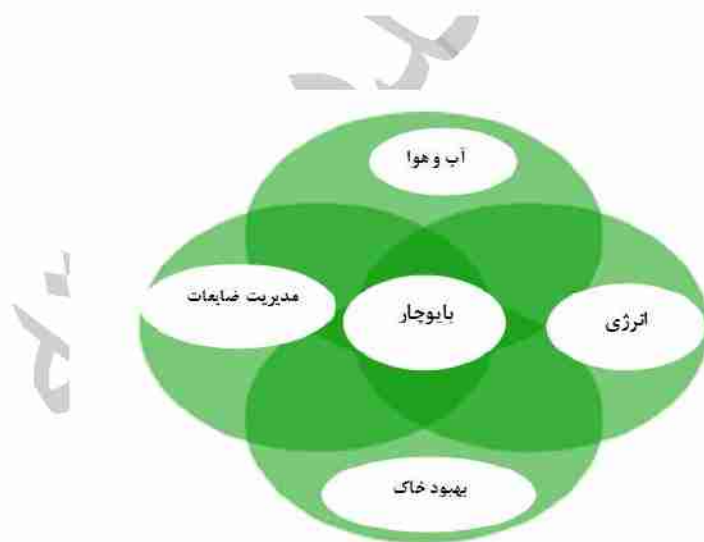 آب و هوا
مدیریت ضایعات
بایوچار
انرژی
بهبود خاک